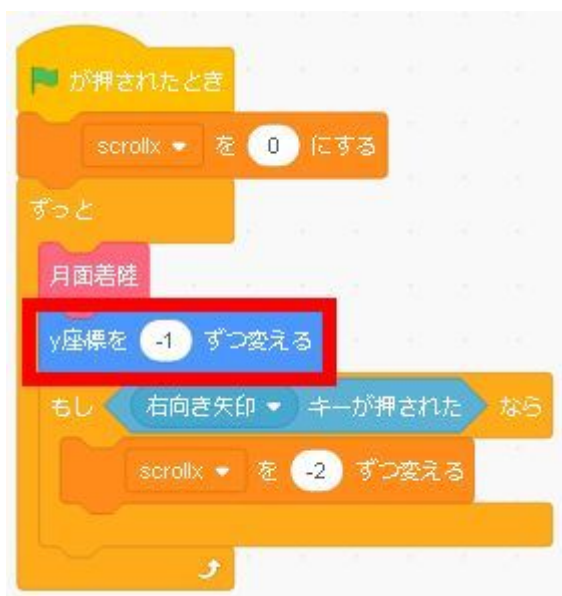 が押されたとき
scrollx を 0 にする
ずっと
月面着陸
y座標を -1 ずつ変える
もし 右向き矢印 キーが押された なら
scrollx を -2 ずつ変える